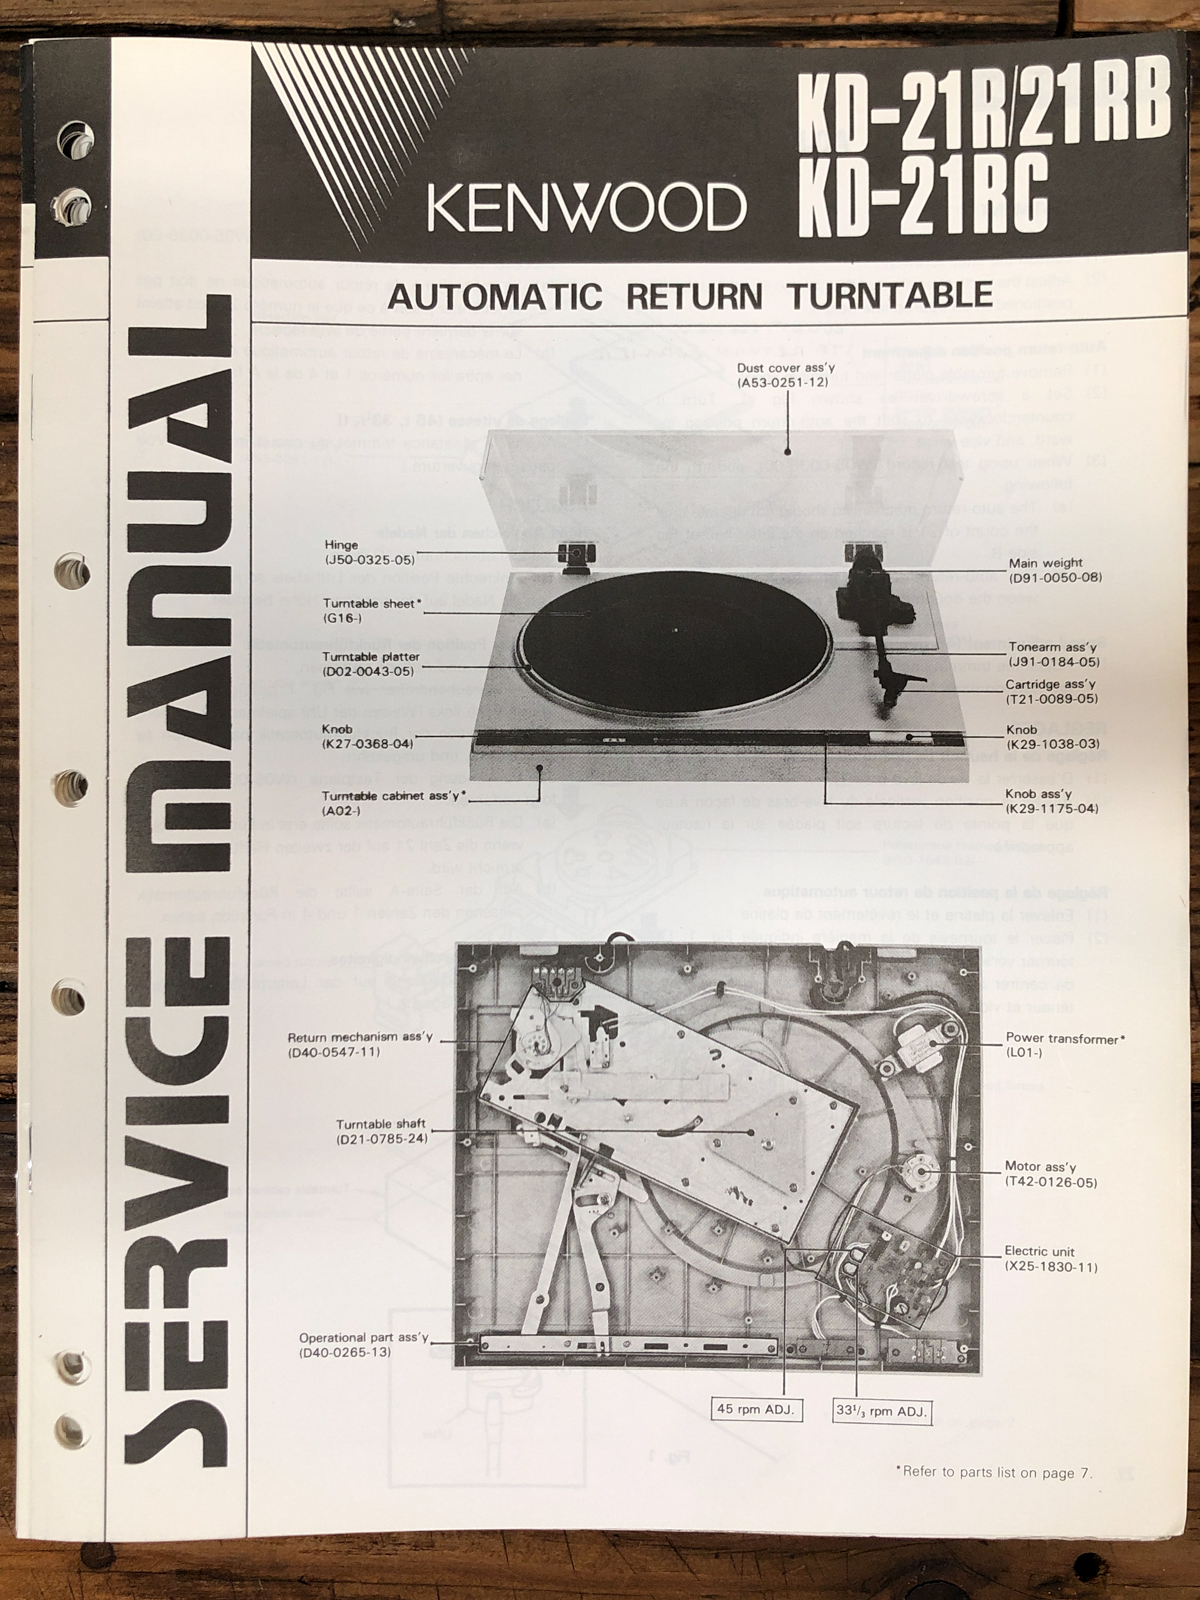 SERVICE MANUAL
KENWOOD
KD-21R/21RB
KD-21RC
AUTOMATIC RETURN TURNTABLE
Dust cover ass'y
(A53-0251-12)
Hinge
(J50-0325-05)
Turntable sheet*
(G16-)
Turntable platter
(D02-0043-05)
Knob
(K27-0368-04)
Turntable cabinet ass'y*
(A02-)
Main weight
(D91-0050-08)
Tonearm ass'y
(J91-0184-05)
Cartridge ass'y
(T21-0089-05)
Knob
(K29-1038-03)
Knob ass'y
(K29-1175-04)
Return mechanism ass'y
(D40-0547-11)
Turntable shaft
(D21-0785-24)
Operational part ass'y
(D40-0265-13)
Power transformer*
(L01-)
Motor ass'y
(T42-0126-05)
Electric unit
(X25-1830-11)
45 rpm ADJ.
33¹/₃ rpm ADJ.
*Refer to parts list on page 7.